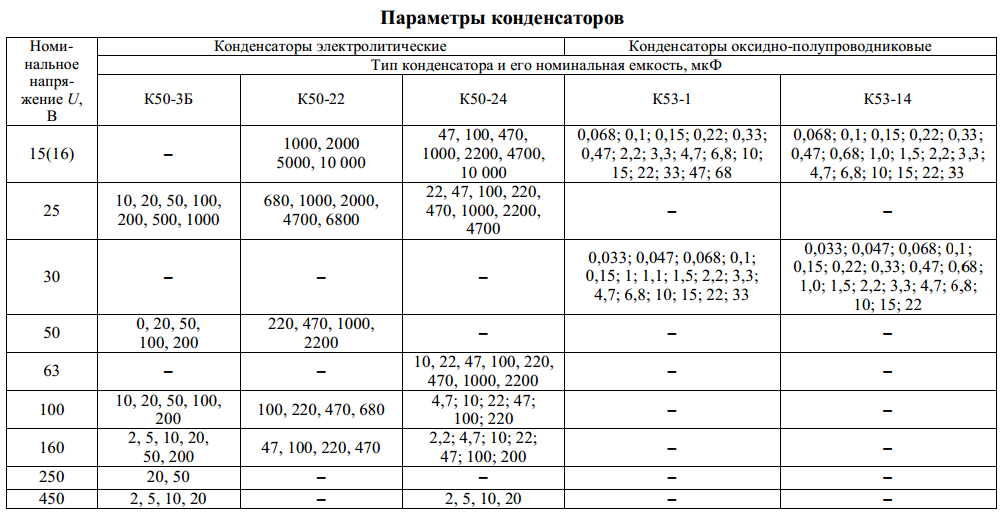 Параметры конденсаторов
Номи-
нальное
напря-
жение U,
В
Конденсаторы электролитические
Конденсаторы оксидно-полупроводниковые
Тип конденсатора и его номинальная емкость, мкФ
К50-3Б
К50-22
К50-24
К53-1
К53-14
15(16)
–
1000, 2000
5000, 10 000
47, 100, 470,
1000, 2200, 4700,
10 000
0,068; 0,1; 0,15; 0,22; 0,33;
0,47; 2,2; 3,3; 4,7; 6,8; 10;
15; 22; 33; 47; 68
0,068; 0,1; 0,15; 0,22; 0,33;
0,47; 0,68; 1,0; 1,5; 2,2; 3,3;
4,7; 6,8; 10; 15; 22; 33
25
10, 20, 50, 100,
200, 500, 1000
680, 1000, 2000,
4700, 6800
22, 47, 100, 220,
470, 1000, 2200,
4700
–
–
30
–
–
–
0,033; 0,047; 0,068; 0,1;
0,15; 1; 1,1; 1,5; 2,2; 3,3;
4,7; 6,8; 10; 15; 22; 33
0,033; 0,047; 0,068; 0,1;
0,15; 0,22; 0,33; 0,47; 0,68;
1,0; 1,5; 2,2; 3,3; 4,7; 6,8;
10; 15; 22
50
0, 20, 50,
100, 200
220, 470, 1000,
2200
–
–
–
63
–
–
10, 22, 47, 100, 220,
470, 1000, 2200
–
–
100
10, 20, 50, 100,
200
100, 220, 470, 680
4,7; 10; 22; 47;
100; 220
–
–
160
2, 5, 10, 20,
50, 200
47, 100, 220, 470
2,2; 4,7; 10; 22;
47; 100; 200
–
–
250
20, 50
–
–
–
–
450
2, 5, 10, 20
–
2, 5, 10, 20
–
–